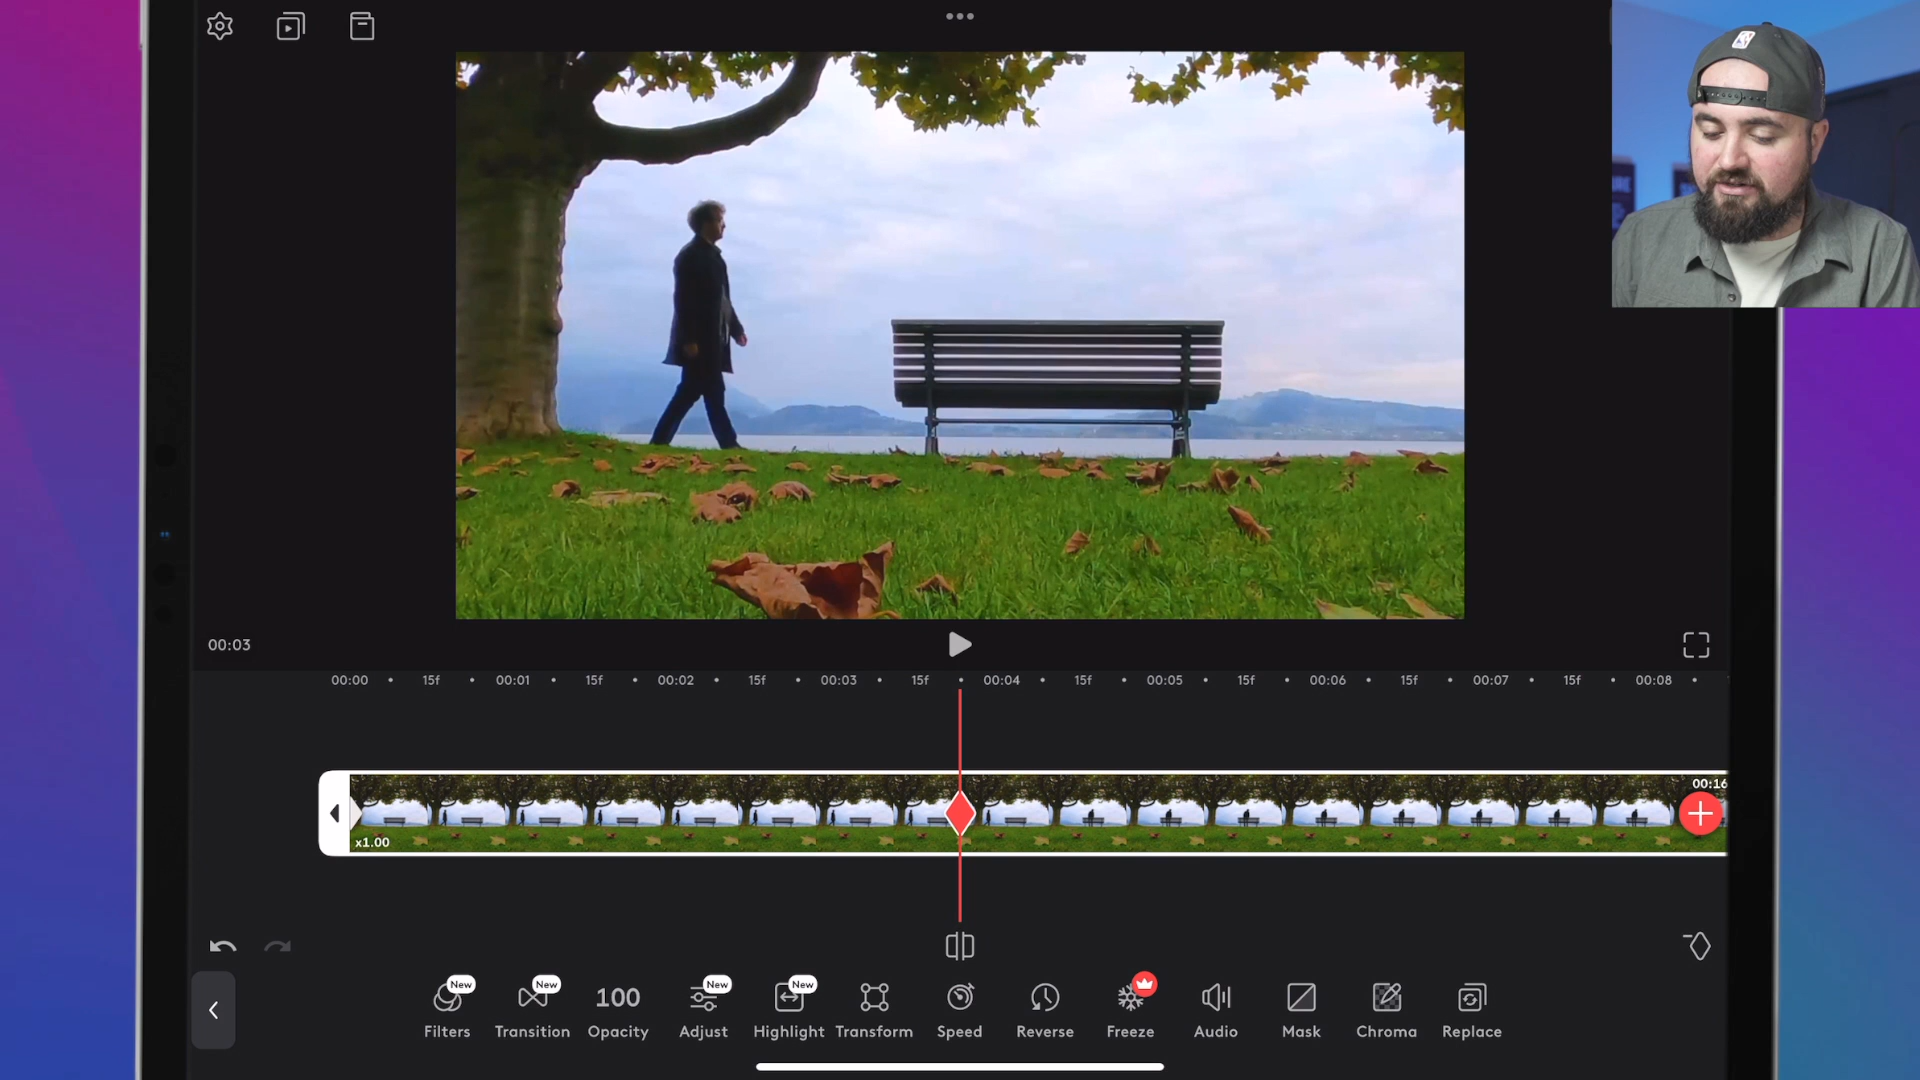 00:03
00:00 15f 00:01 15f 00:02 15f 00:03 15f 00:04 15f 00:05 15f 00:06 15f 00:07 15f 00:08
00:16
x1.00
New New New New
100
Filters Transition Opacity Adjust Highlight Transform Speed Reverse Freeze Audio Mask Chroma Replace